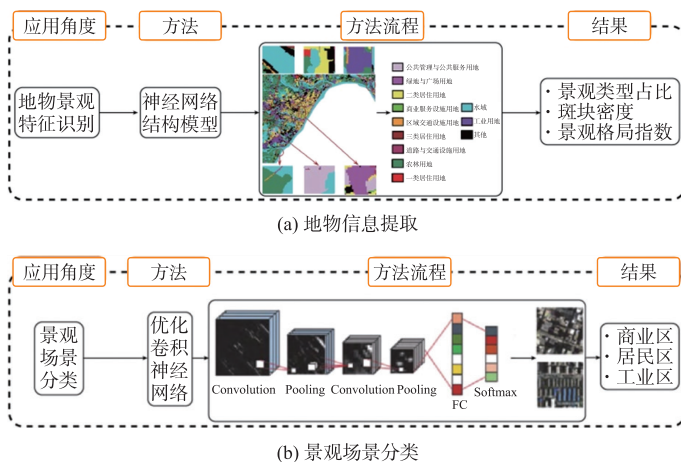 应用角度 方法 方法流程 结果
地物景观
特征识别
神经网络
结构模型
公共管理与公共服务用地
绿地与广场用地
二类居住用地
商业服务设施用地
区域交通设施用地
三类居住用地
道路与交通设施用地
农林用地
一类居住用地
水域
工业用地
其他
·景观类型占比
·斑块密度
·景观格局指数
(a) 地物信息提取
应用角度 方法 方法流程 结果
景观
场景
分类
优化
卷积
神经
网络
Convolution Pooling Convolution Pooling
FC
Softmax
·商业区
·居民区
·工业区
(b) 景观场景分类